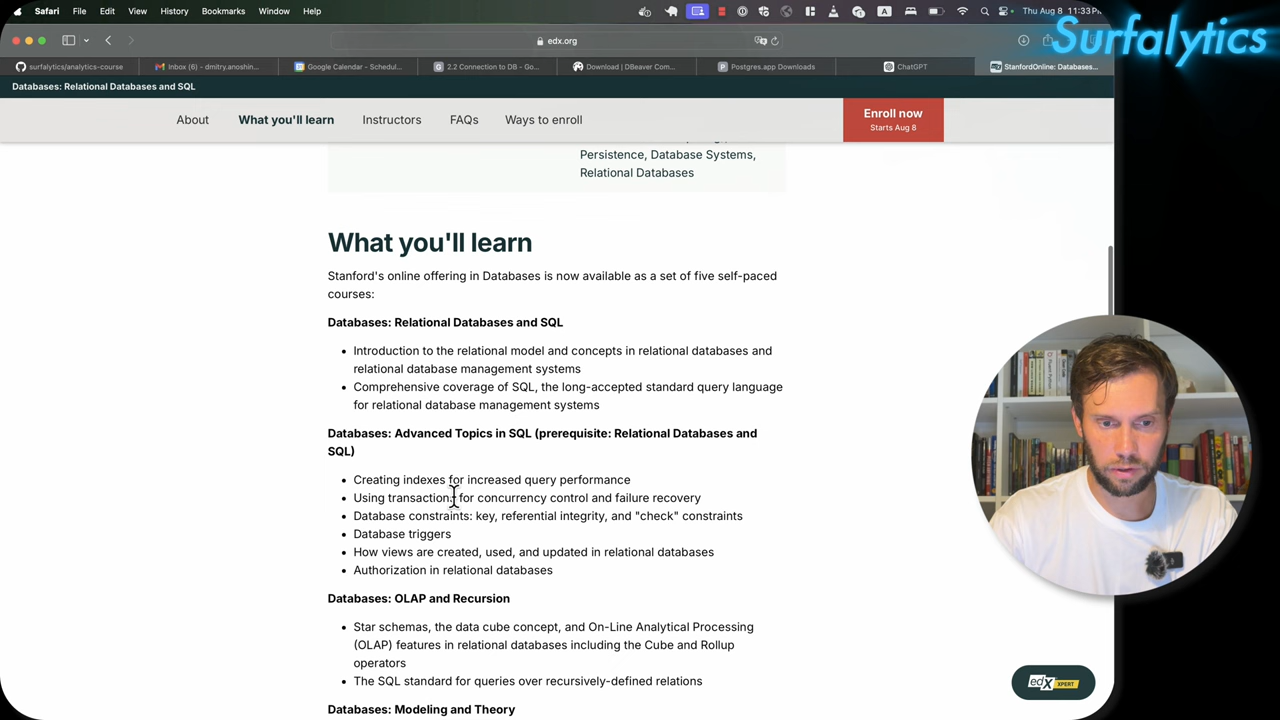 Safari File Edit View History Bookmarks Window Help
Thu Aug 8 11:33
Surfalytics
edx.org
surfalytics/analytics-course
Inbox (6) – dmitry.anoshin...
Google Calendar - Schedul...
2.2 Connection to DB - Go...
Download | DBeaver Com...
Postgres.app Downloads
ChatGPT
StanfordOnline: Databases...
Databases: Relational Databases and SQL
About What you'll learn Instructors FAQs Ways to enroll
Enroll now
Starts Aug 8
Persistence, Database Systems,
Relational Databases
What you'll learn
Stanford's online offering in Databases is now available as a set of five self-paced
courses:
Databases: Relational Databases and SQL
• Introduction to the relational model and concepts in relational databases and
relational database management systems
• Comprehensive coverage of SQL, the long-accepted standard query language
for relational database management systems
Databases: Advanced Topics in SQL (prerequisite: Relational Databases and
SQL)
• Creating indexes for increased query performance
• Using transactions for concurrency control and failure recovery
• Database constraints: key, referential integrity, and "check" constraints
• Database triggers
• How views are created, used, and updated in relational databases
• Authorization in relational databases
Databases: OLAP and Recursion
• Star schemas, the data cube concept, and On-Line Analytical Processing
(OLAP) features in relational databases including the Cube and Rollup
operators
• The SQL standard for queries over recursively-defined relations
Databases: Modeling and Theory
edX XPERT